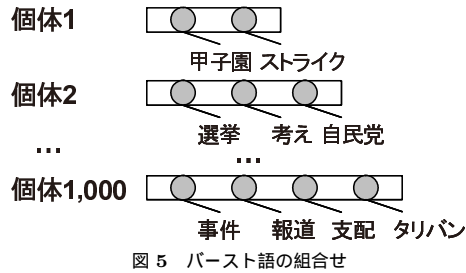 個体1
甲子園 ストライク
個体2
選挙 考え 自民党
… …
個体1,000
事件 報道 支配 タリバン
図 5 バースト語の組合せ